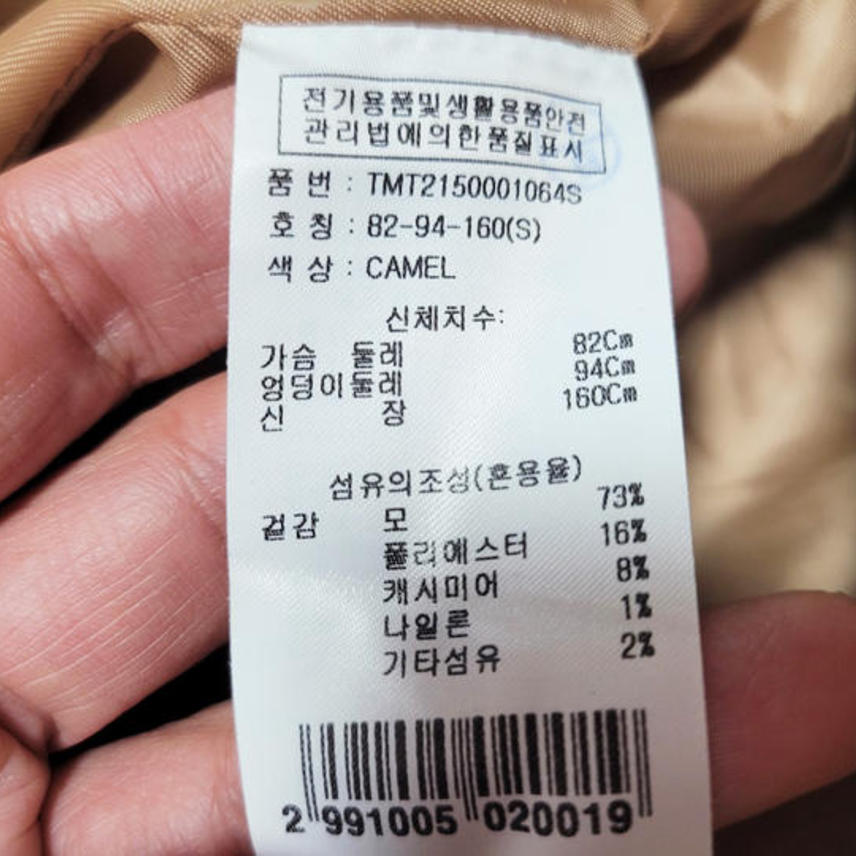 전기용품및생활용품안전
관리법에의한품질표시
품 번 : TMT2150001064S
호 칭 : 82-94-160(S)
색 상 : CAMEL
신체치수:
가슴 둘레 82Cm
엉덩이둘레 94Cm
신 장 160Cm
섬유의조성(혼용율)
겉감 모 73%
폴리에스터 16%
캐시미어 8%
나일론 1%
기타섬유 2%
2 991005 020019